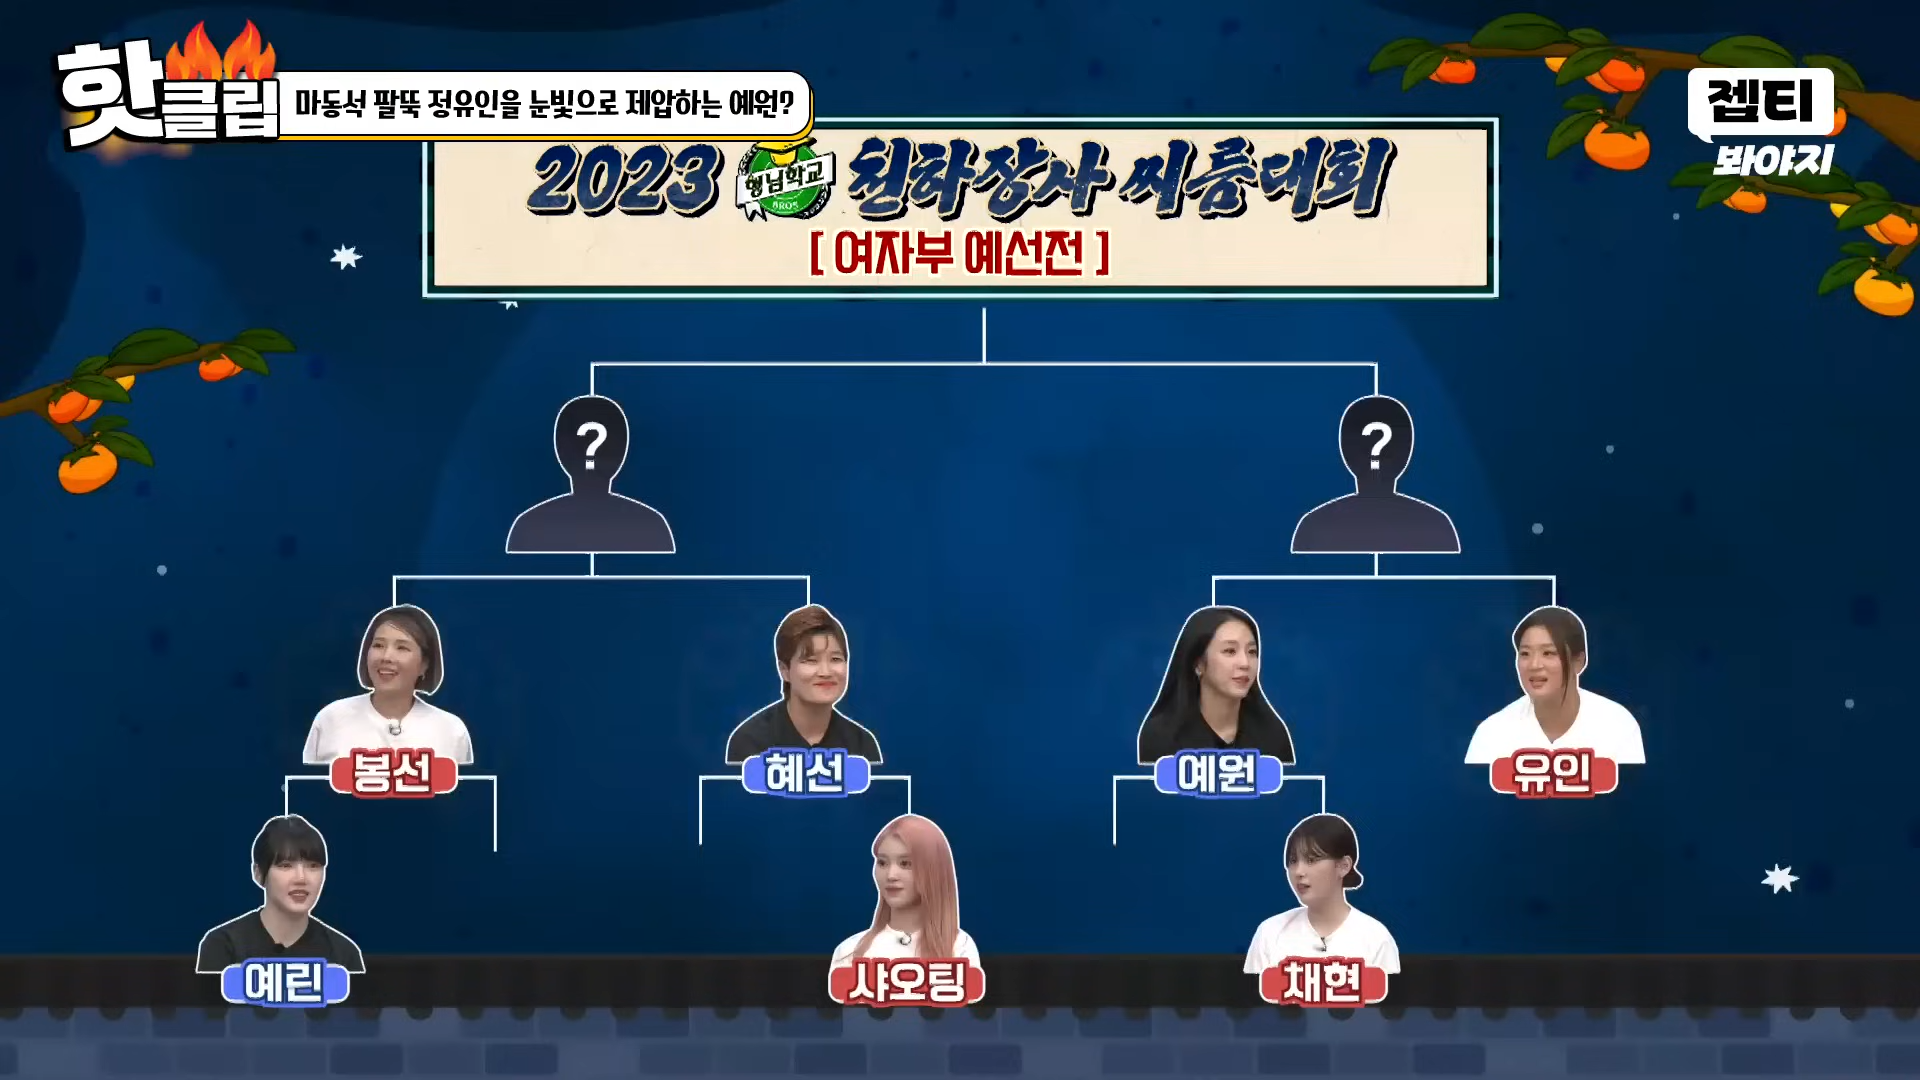 핫클립
마동석 팔뚝 정유인을 눈빛으로 제압하는 예원?
젭티
봐야지
2023 형님학교 천하장사 씨름대회
BROS
[ 여자부 예선전 ]
? ?
봉선 혜선 예원 유인
예린 샤오팅 채현